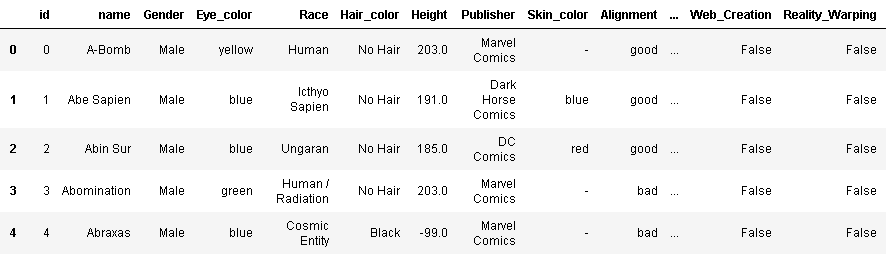 id name Gender Eye_color Race Hair_color Height Publisher Skin_color Alignment ... Web_Creation Reality_Warping
0 0 A-Bomb Male yellow Human No Hair 203.0 Marvel Comics - good ... False False
1 1 Abe Sapien Male blue Icthyo Sapien No Hair 191.0 Dark Horse Comics blue good ... False False
2 2 Abin Sur Male blue Ungaran No Hair 185.0 DC Comics red good ... False False
3 3 Abomination Male green Human / Radiation No Hair 203.0 Marvel Comics - bad ... False False
4 4 Abraxas Male blue Cosmic Entity Black -99.0 Marvel Comics - bad ... False False